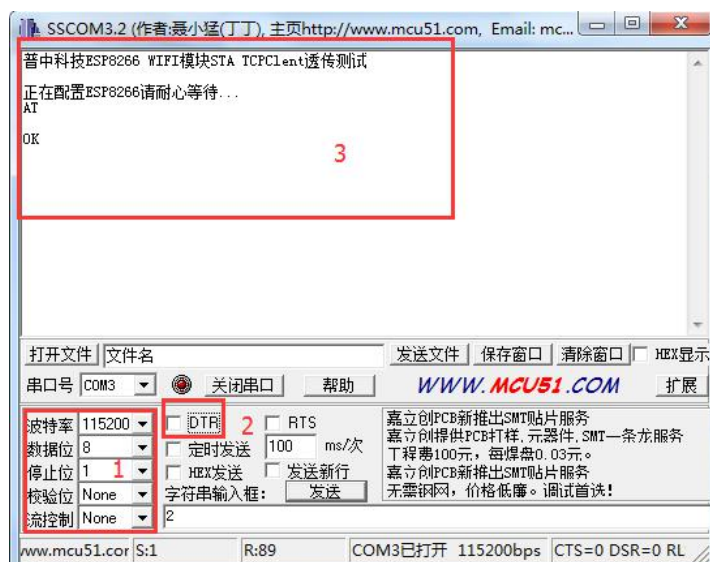 SSCOM3.2 (作者:聂小猛(丁丁), 主页http://www.mcu51.com, Email: mc...
普中科技ESP8266 WIFI模块STA TCPClent透传测试
正在配置ESP8266请耐心等待...
AT
OK
3
打开文件 文件名 发送文件 保存窗口 清除窗口 HEX显示
串口号 COM3 关闭串口 帮助 WWW.MCU51.COM 扩展
波特率 115200 DTR 2 RTS
数据位 8 定时发送 100 ms/次
停止位 1 1 HEX发送 发送新行
校验位 None 字符串输入框: 发送
流控制 None 2
嘉立创PCB新推出SMT贴片服务
嘉立创提供PCB打样.元器件.SMT一条龙服务
工程费100元，每焊盘0.03元。
嘉立创PCB新推出SMT贴片服务
无需钢网，价格低廉。调试首选!
www.mcu51.cor S:1 R:89 COM3已打开 115200bps CTS=0 DSR=0 RL